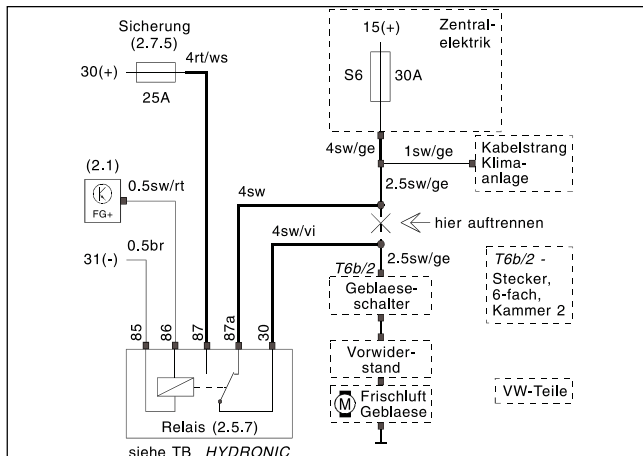 Sicherung
(2.7.5)
4rt/ws
30(+)
25A
15(+)
Zentral-
elektrik
S6
30A
4sw/ge
1sw/ge
Kabelstrang
Klima-
anlage
2.5sw/ge
(2.1)
0.5sw/rt
FG+
4sw
hier auftrennen
4sw/vi
31(-)
0.5br
T6b/2
2.5sw/ge
Geblaese-
schalter
T6b/2 -
Stecker,
6-fach,
Kammer 2
85
86
87
87a
30
Vorwider-
stand
Relais (2.5.7)
M
Frischluft
Geblaese
VW-Teile
siehe TB HYDRONIC